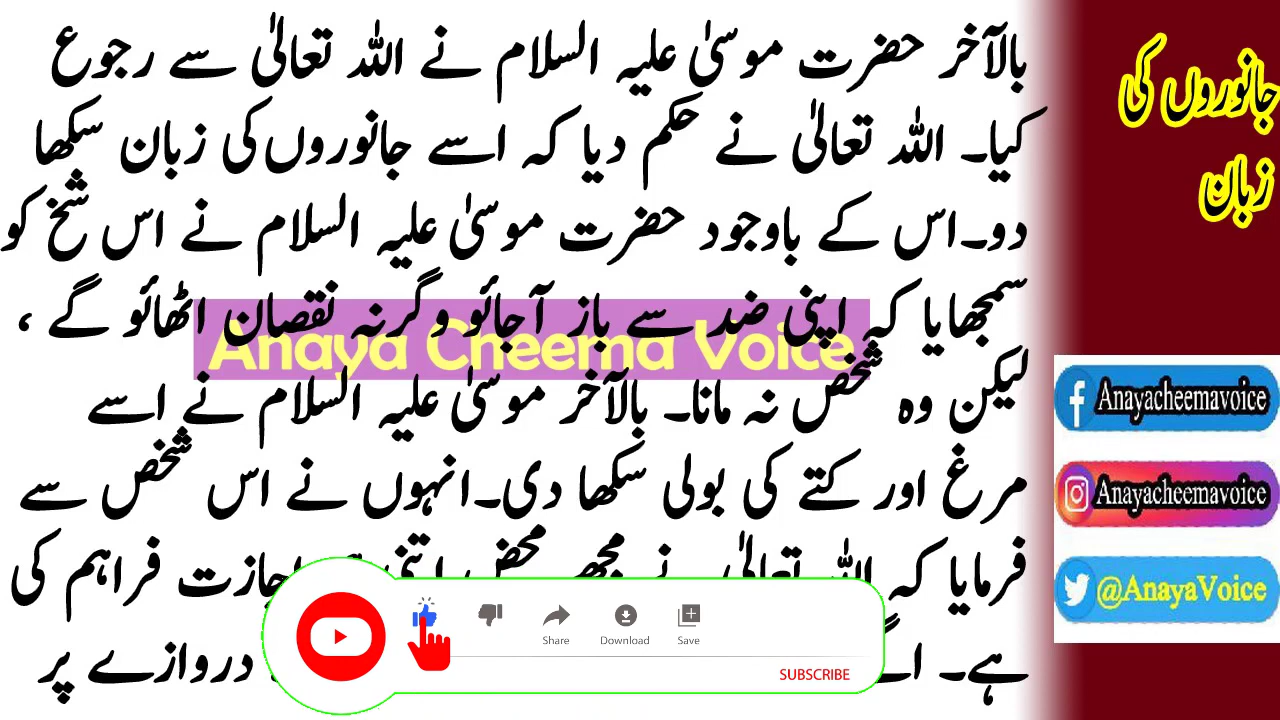 بالآخر حضرت موسیٰ علیہ السلام نے اللہ تعالیٰ سے رجوع
کیا۔ اللہ تعالیٰ نے حکم دیا کہ اسے جانوروں کی زبان سکھا
دو۔اس کے باوجود حضرت موسیٰ علیہ السلام نے اس شخ کو
سمجھایا کہ اپنی ضد سے باز آجائو وگرنہ نقصان اٹھائو گے ،
Anaya Cheema Voice
لیکن وہ شخص نہ مانا۔ بالآخر موسیٰ علیہ السلام نے اسے
مرغ اور کتے کی بولی سکھا دی۔انہوں نے اس شخص سے
فرمایا کہ اللہ تعالیٰ نے مجھے محض اتنی اجازت فراہم کی
ہے۔ دروازے پر
Share Download Save
SUBSCRIBE
جانوروں کی
زبان
Anayacheemavoice
Anayacheemavoice
@AnayaVoice